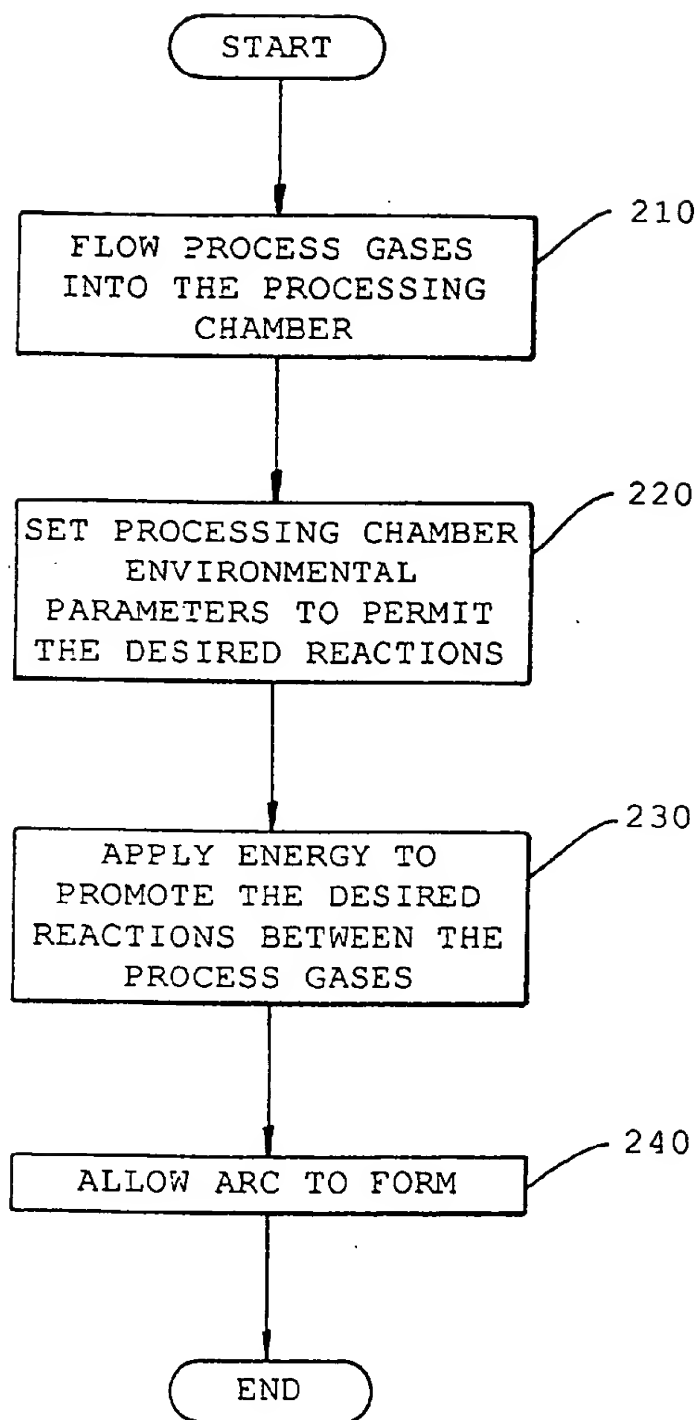 START
210
FLOW PROCESS GASES
INTO THE PROCESSING
CHAMBER
220
SET PROCESSING CHAMBER
ENVIRONMENTAL
PARAMETERS TO PERMIT
THE DESIRED REACTIONS
230
APPLY ENERGY TO
PROMOTE THE DESIRED
REACTIONS BETWEEN THE
PROCESS GASES
240
ALLOW ARC TO FORM
END